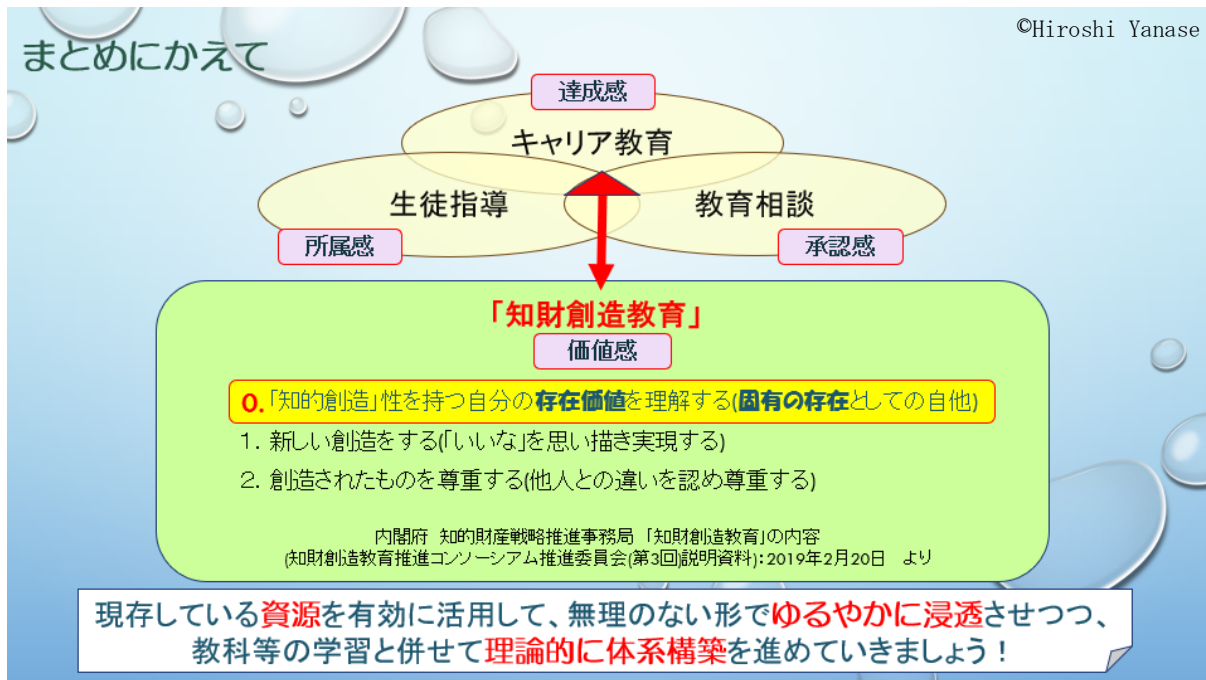 ©Hiroshi Yanase
まとめにかえて
達成感
キャリア教育
生徒指導
教育相談
所属感
承認感
「知財創造教育」
価値感
0.「知的創造」性を持つ自分の存在価値を理解する(固有の存在としての自他)
1. 新しい創造をする(「いいな」を思い描き実現する)
2. 創造されたものを尊重する(他人との違いを認め尊重する)
内閣府 知的財産戦略推進事務局 「知財創造教育」の内容
(知財創造教育推進コンソーシアム推進委員会(第3回)説明資料):2019年2月20日 より
現存している資源を有効に活用して、無理のない形でゆるやかに浸透させつつ、
教科等の学習と併せて理論的に体系構築を進めていきましょう！